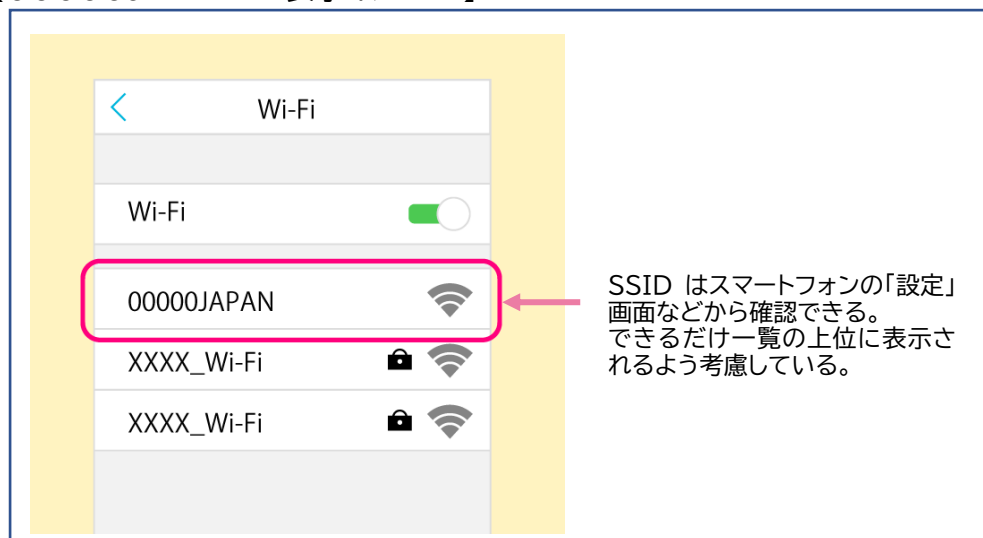 Wi-Fi
Wi-Fi
00000JAPAN
XXXX_Wi-Fi
XXXX_Wi-Fi
SSID はスマートフォンの「設定」
画面などから確認できる。
できるだけ一覧の上位に表示さ
れるよう考慮している。